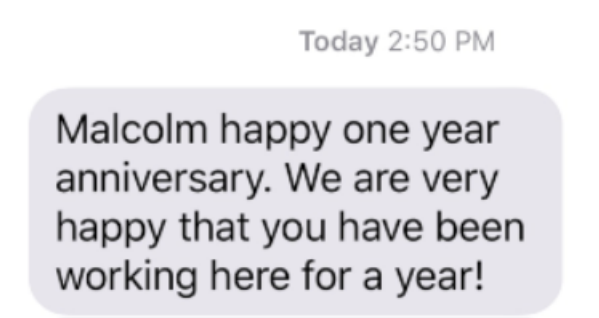 Today 2:50 PM
Malcolm happy one year
anniversary. We are very
happy that you have been
working here for a year!